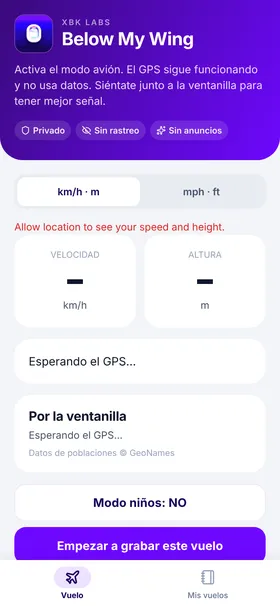 XBK LABS
Below My Wing
Activa el modo avión. El GPS sigue funcionando
y no usa datos. Siéntate junto a la ventanilla para
tener mejor señal.
Privado
Sin rastreo
Sin anuncios
km/h · m
mph · ft
Allow location to see your speed and height.
VELOCIDAD
ALTURA
–
–
km/h
m
Esperando el GPS...
Por la ventanilla
Esperando el GPS...
Datos de poblaciones © GeoNames
Modo niños: NO
Empezar a grabar este vuelo
Vuelo
Mis vuelos